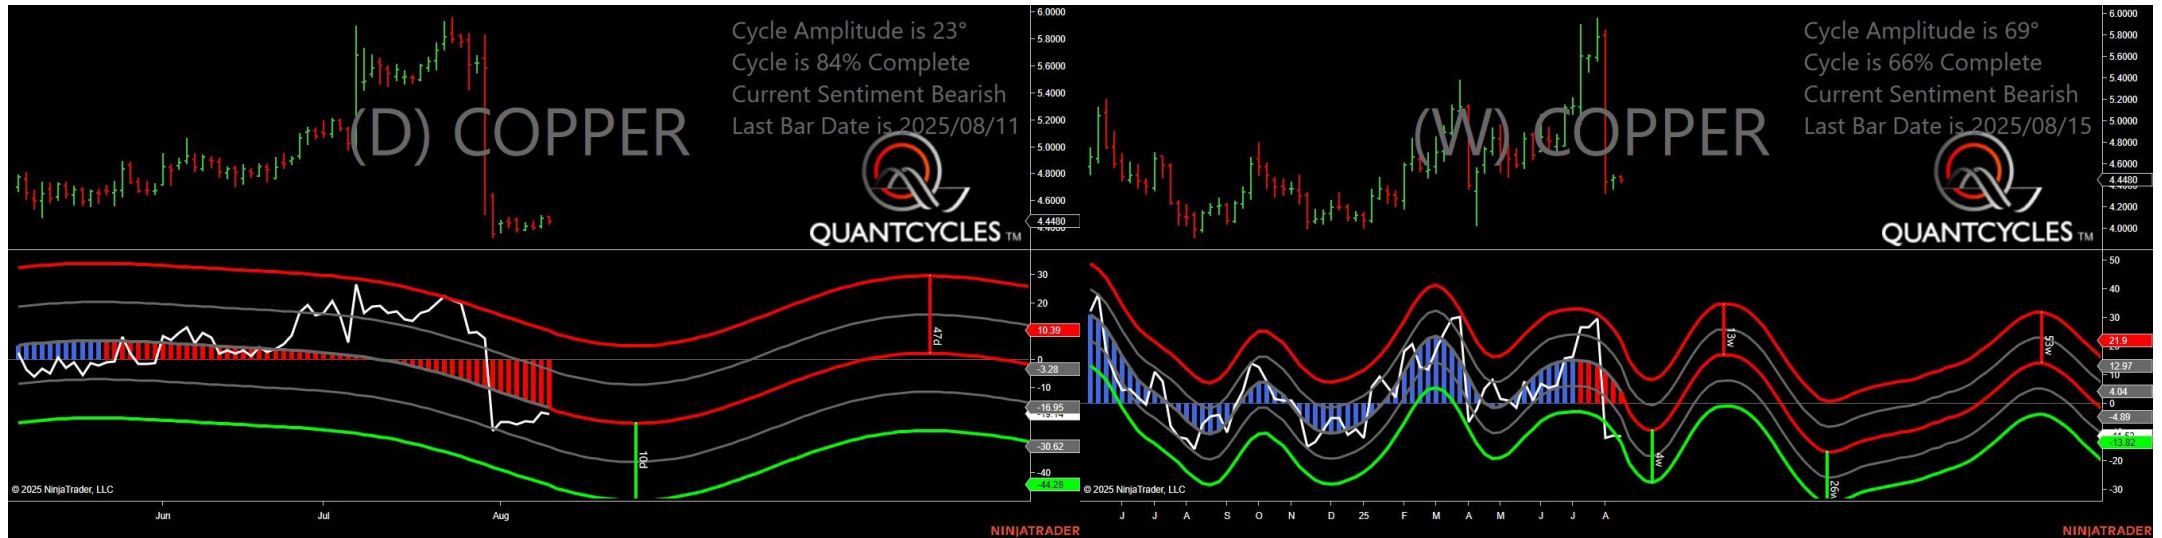 Cycle Amplitude is 23°
Cycle is 84% Complete
Current Sentiment Bearish
Last Bar Date is 2025/08/11
(D) COPPER
QUANTCYCLES TM
6.0000
5.8000
5.6000
5.4000
5.2000
5.0000
4.8000
4.6000
4.4480
30
20
10.39
0
-3.28
-10
-16.95
-30.62
-40
-44.28
47d
10d
© 2025 NinjaTrader, LLC
Jun
Jul
Aug
NINJATRADER
Cycle Amplitude is 69°
Cycle is 66% Complete
Current Sentiment Bearish
Last Bar Date is 2025/08/15
(W) COPPER
QUANTCYCLES TM
6.0000
5.8000
5.6000
5.4000
5.2000
5.0000
4.8000
4.6000
4.4480
4.2000
4.0000
50
40
30
21.9
12.97
10
4.04
0
-4.89
-13.82
-20
-30
13w
53w
4w
26w
© 2025 NinjaTrader, LLC
J J A S O N D 25 F M A M J J A
NINJATRADER